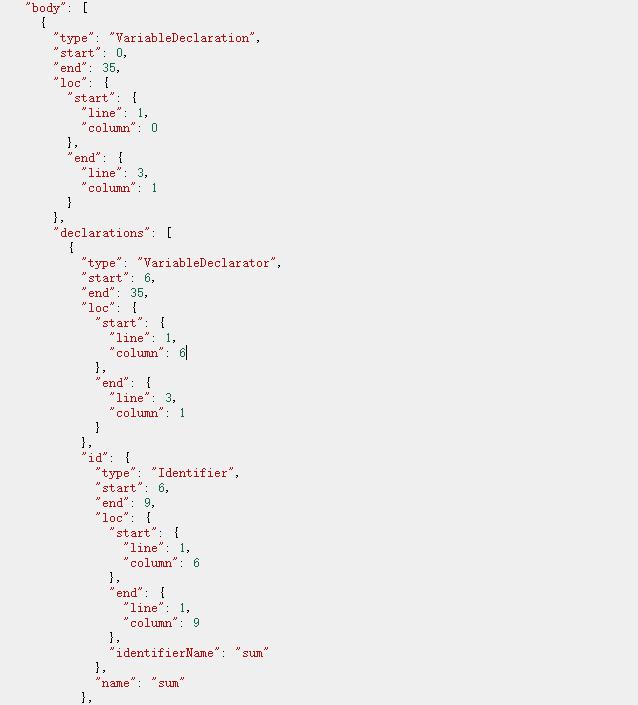 "body": [
  {
    "type": "VariableDeclaration",
    "start": 0,
    "end": 35,
    "loc": {
      "start": {
        "line": 1,
        "column": 0
      },
      "end": {
        "line": 3,
        "column": 1
      }
    },
    "declarations": [
      {
        "type": "VariableDeclarator",
        "start": 6,
        "end": 35,
        "loc": {
          "start": {
            "line": 1,
            "column": 6
          },
          "end": {
            "line": 3,
            "column": 1
          }
        },
        "id": {
          "type": "Identifier",
          "start": 6,
          "end": 9,
          "loc": {
            "start": {
              "line": 1,
              "column": 6
            },
            "end": {
              "line": 1,
              "column": 9
            },
            "identifierName": "sum"
          },
          "name": "sum"
        },